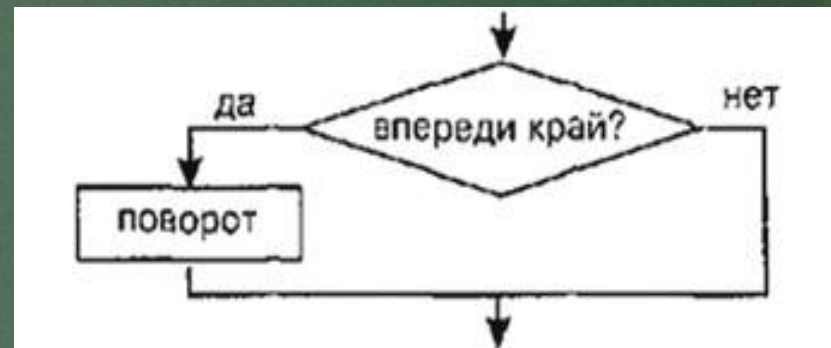 да
нет
впереди край?
поворот